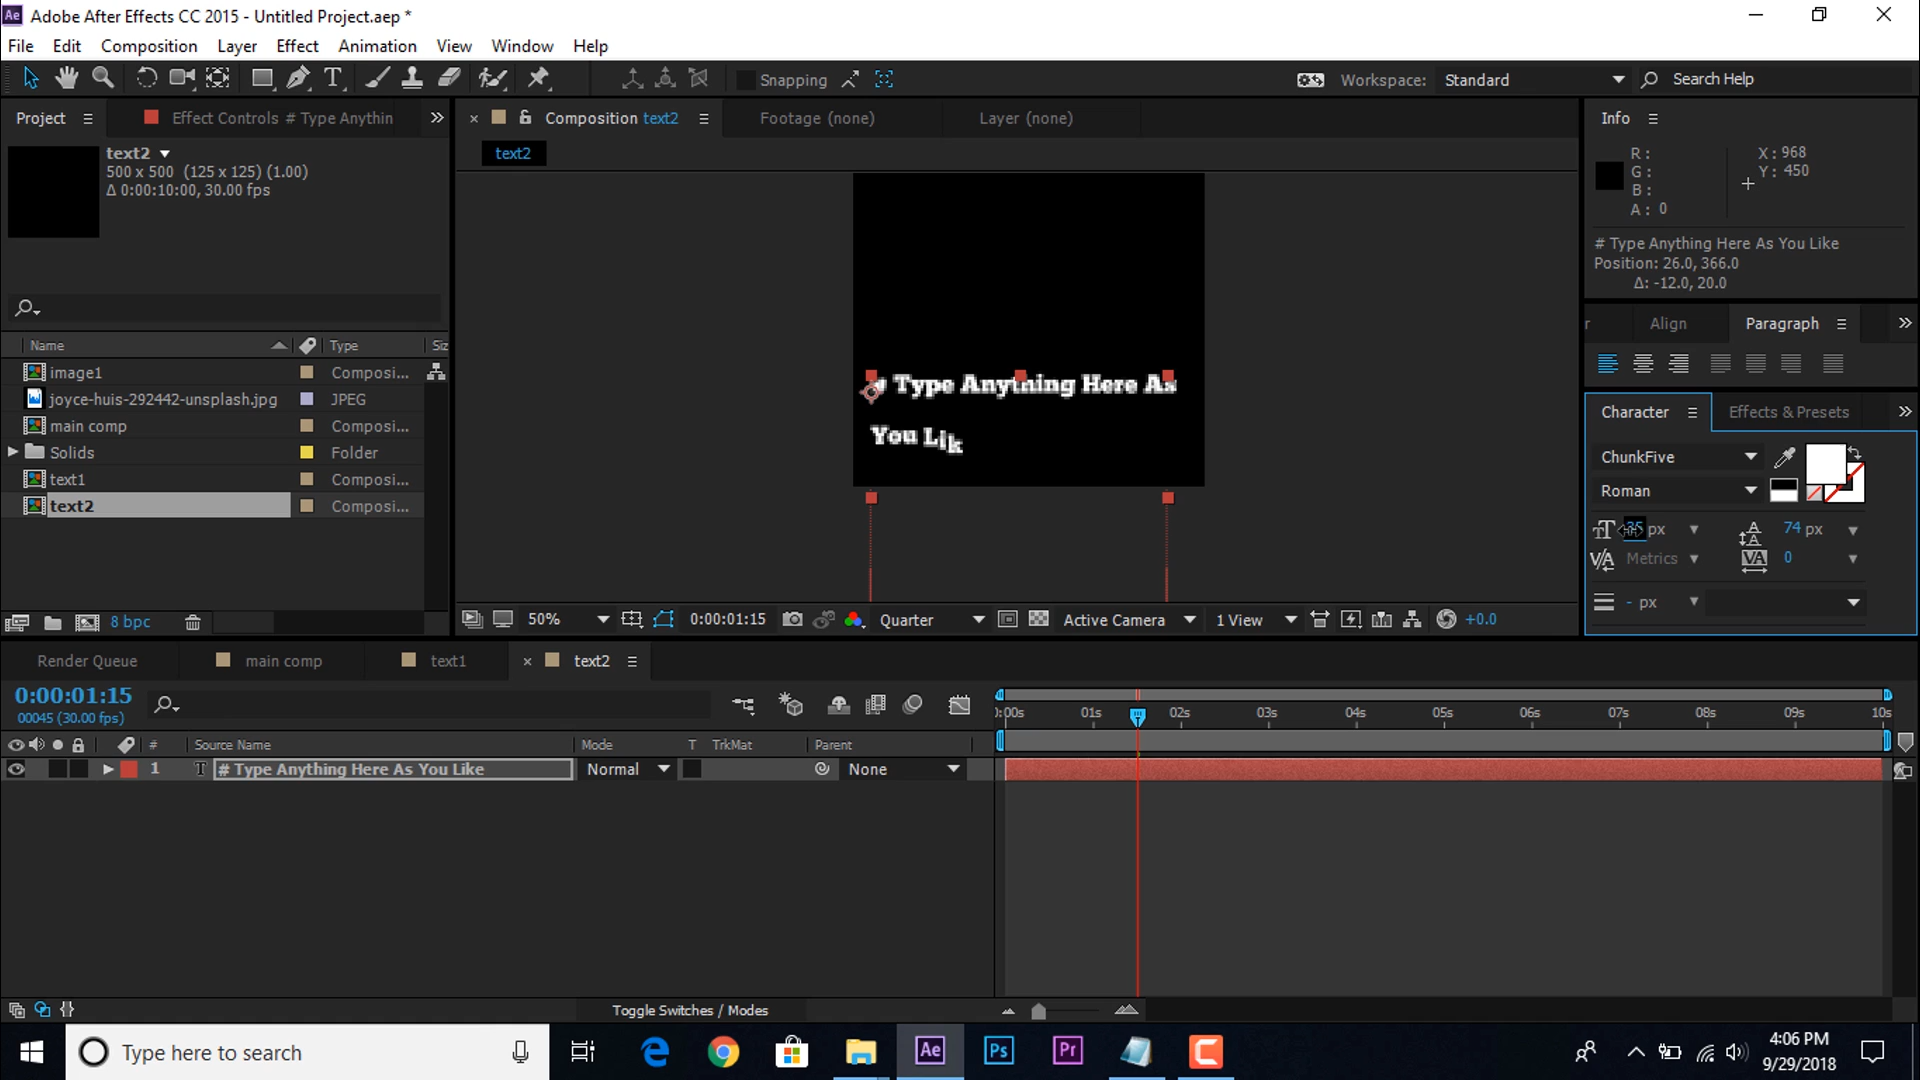 Ae Adobe After Effects CC 2015 - Untitled Project.aep *
File Edit Composition Layer Effect Animation View Window Help
Snapping
Workspace: Standard
Search Help
Project
Effect Controls # Type Anythin
Composition text2
Footage (none)
Layer (none)
Info
text2
500 x 500 (125 x 125) (1.00)
Δ 0:00:10:00, 30.00 fps
text2
R :
G :
B :
A : 0
X : 968
Y : 450
# Type Anything Here As You Like
Position: 26.0, 366.0
Δ: -12.0, 20.0
Align
Paragraph
Name Type Siz
image1 Composi...
joyce-huis-292442-unsplash.jpg JPEG
main comp Composi...
Solids Folder
text1 Composi...
text2 Composi...
Type Anything Here As
You Lik
Character
Effects & Presets
ChunkFive
Roman
35 px
74 px
Metrics
0
- px
8 bpc
50%
0:00:01:15
Quarter
Active Camera
1 View
+0.0
Render Queue
main comp
text1
text2
0:00:01:15
00045 (30.00 fps)
:00s 01s 02s 03s 04s 05s 06s 07s 08s 09s 10s
# Source Name Mode T TrkMat Parent
1 T # Type Anything Here As You Like Normal None
Toggle Switches / Modes
Type here to search
Ae
Ps
Pr
4:06 PM
9/29/2018